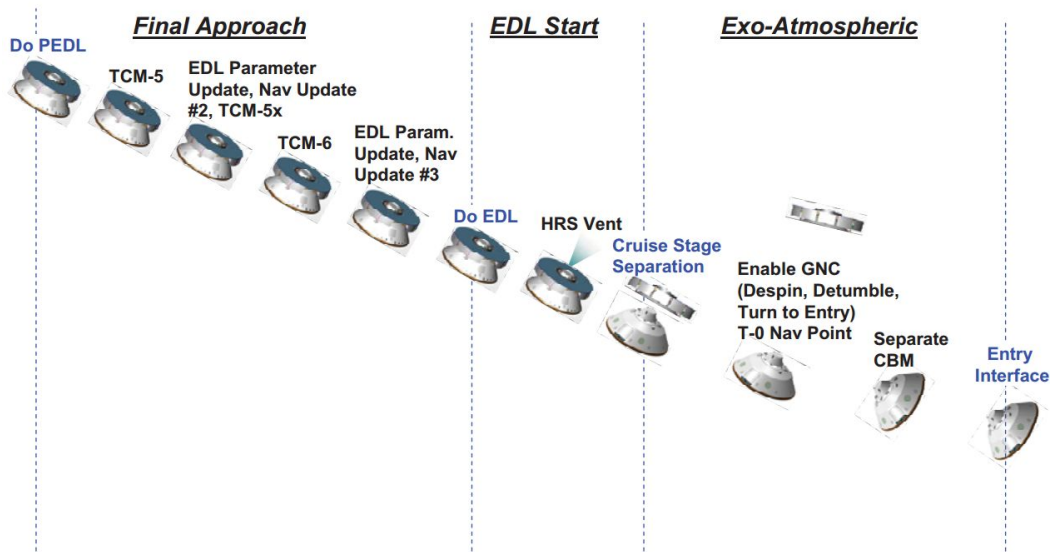 Final Approach
EDL Start
Exo-Atmospheric
Do PEDL
TCM-5
EDL Parameter
Update, Nav Update
#2, TCM-5x
TCM-6
EDL Param.
Update, Nav
Update #3
Do EDL
HRS Vent
Cruise Stage
Separation
Enable GNC
(Despin, Detumble,
Turn to Entry)
T-0 Nav Point
Separate
CBM
Entry
Interface